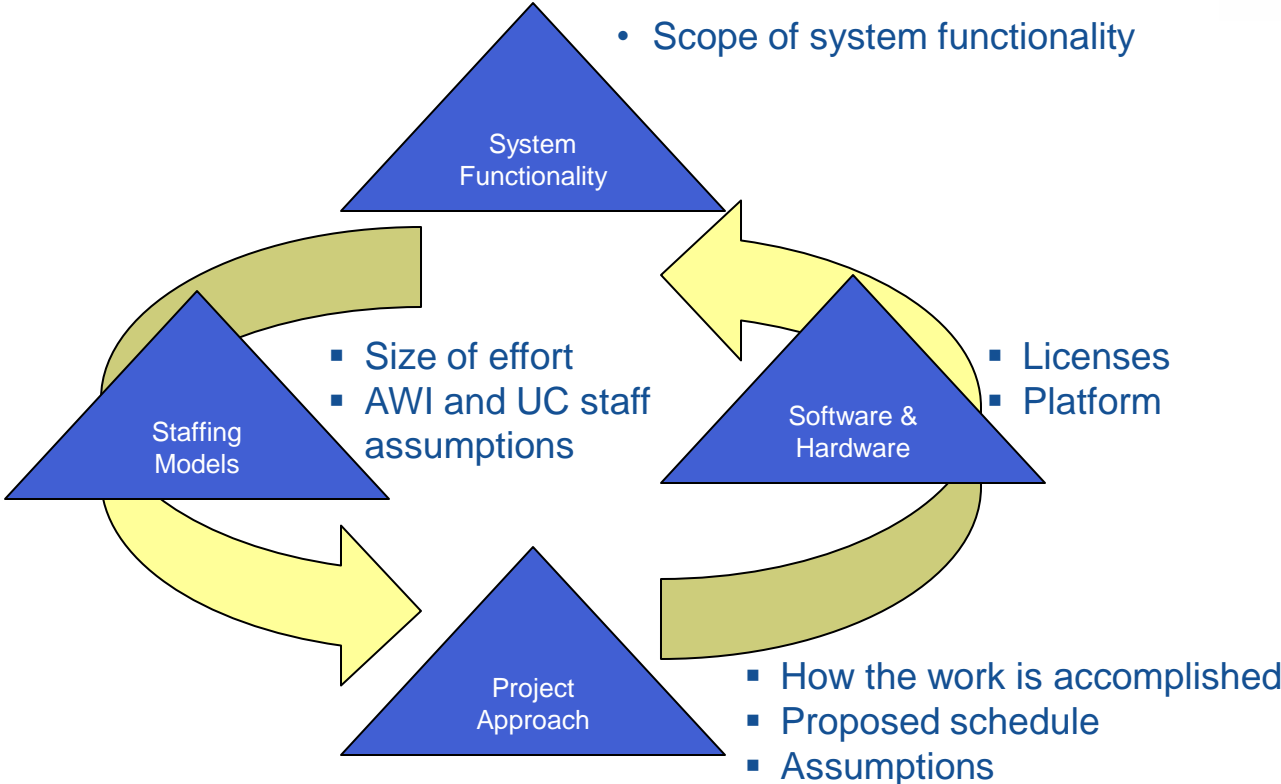 • Scope of system functionality
System
Functionality
▪ Size of effort
▪ AWI and UC staff
assumptions
Staffing
Models
▪ Licenses
▪ Platform
Software &
Hardware
Project
Approach
▪ How the work is accomplished
▪ Proposed schedule
▪ Assumptions